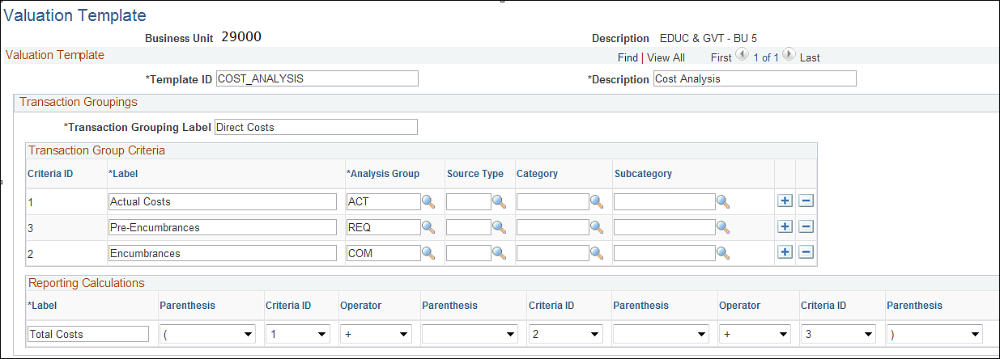 Valuation Template
Business Unit 29000 Description EDUC & GVT - BU 5
Valuation Template Find | View All First 1 of 1 Last
*Template ID COST_ANALYSIS *Description Cost Analysis
Transaction Groupings
*Transaction Grouping Label Direct Costs
Transaction Group Criteria
Criteria ID *Label *Analysis Group Source Type Category Subcategory
1 Actual Costs ACT + −
3 Pre-Encumbrances REQ + −
2 Encumbrances COM + −
Reporting Calculations
*Label Parenthesis Criteria ID Operator Parenthesis Criteria ID Parenthesis Operator Criteria ID Parenthesis
Total Costs ( 1 + 2 + 3 )